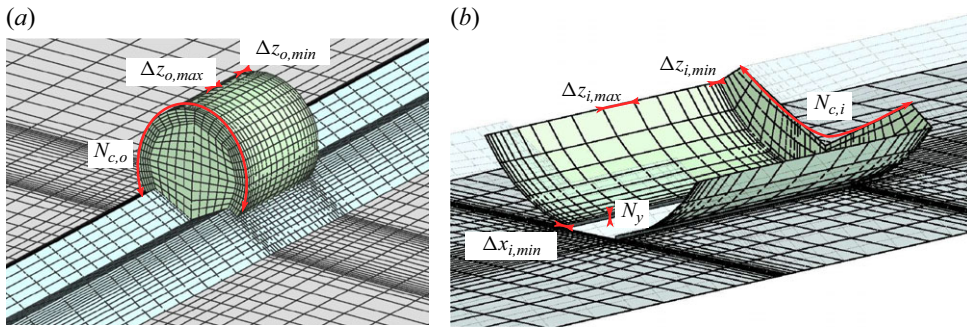 (a)
(b)
Δz_{o,min}
Δz_{o,max}
N_{c,o}
Δz_{i,min}
Δz_{i,max}
N_{c,i}
N_y
Δx_{i,min}